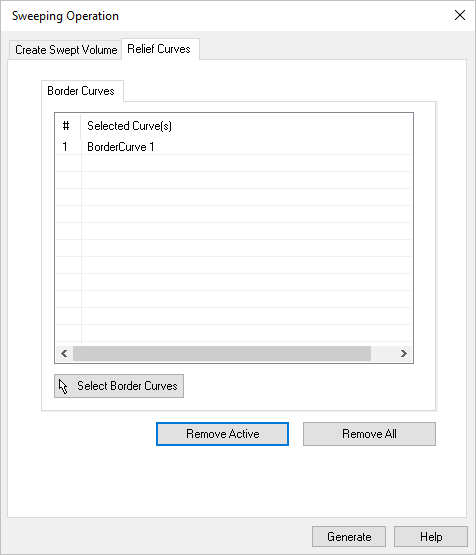 Sweeping Operation
Create Swept Volume Relief Curves
Border Curves
# Selected Curve(s)
1 BorderCurve 1
Select Border Curves
Remove Active Remove All
Generate Help